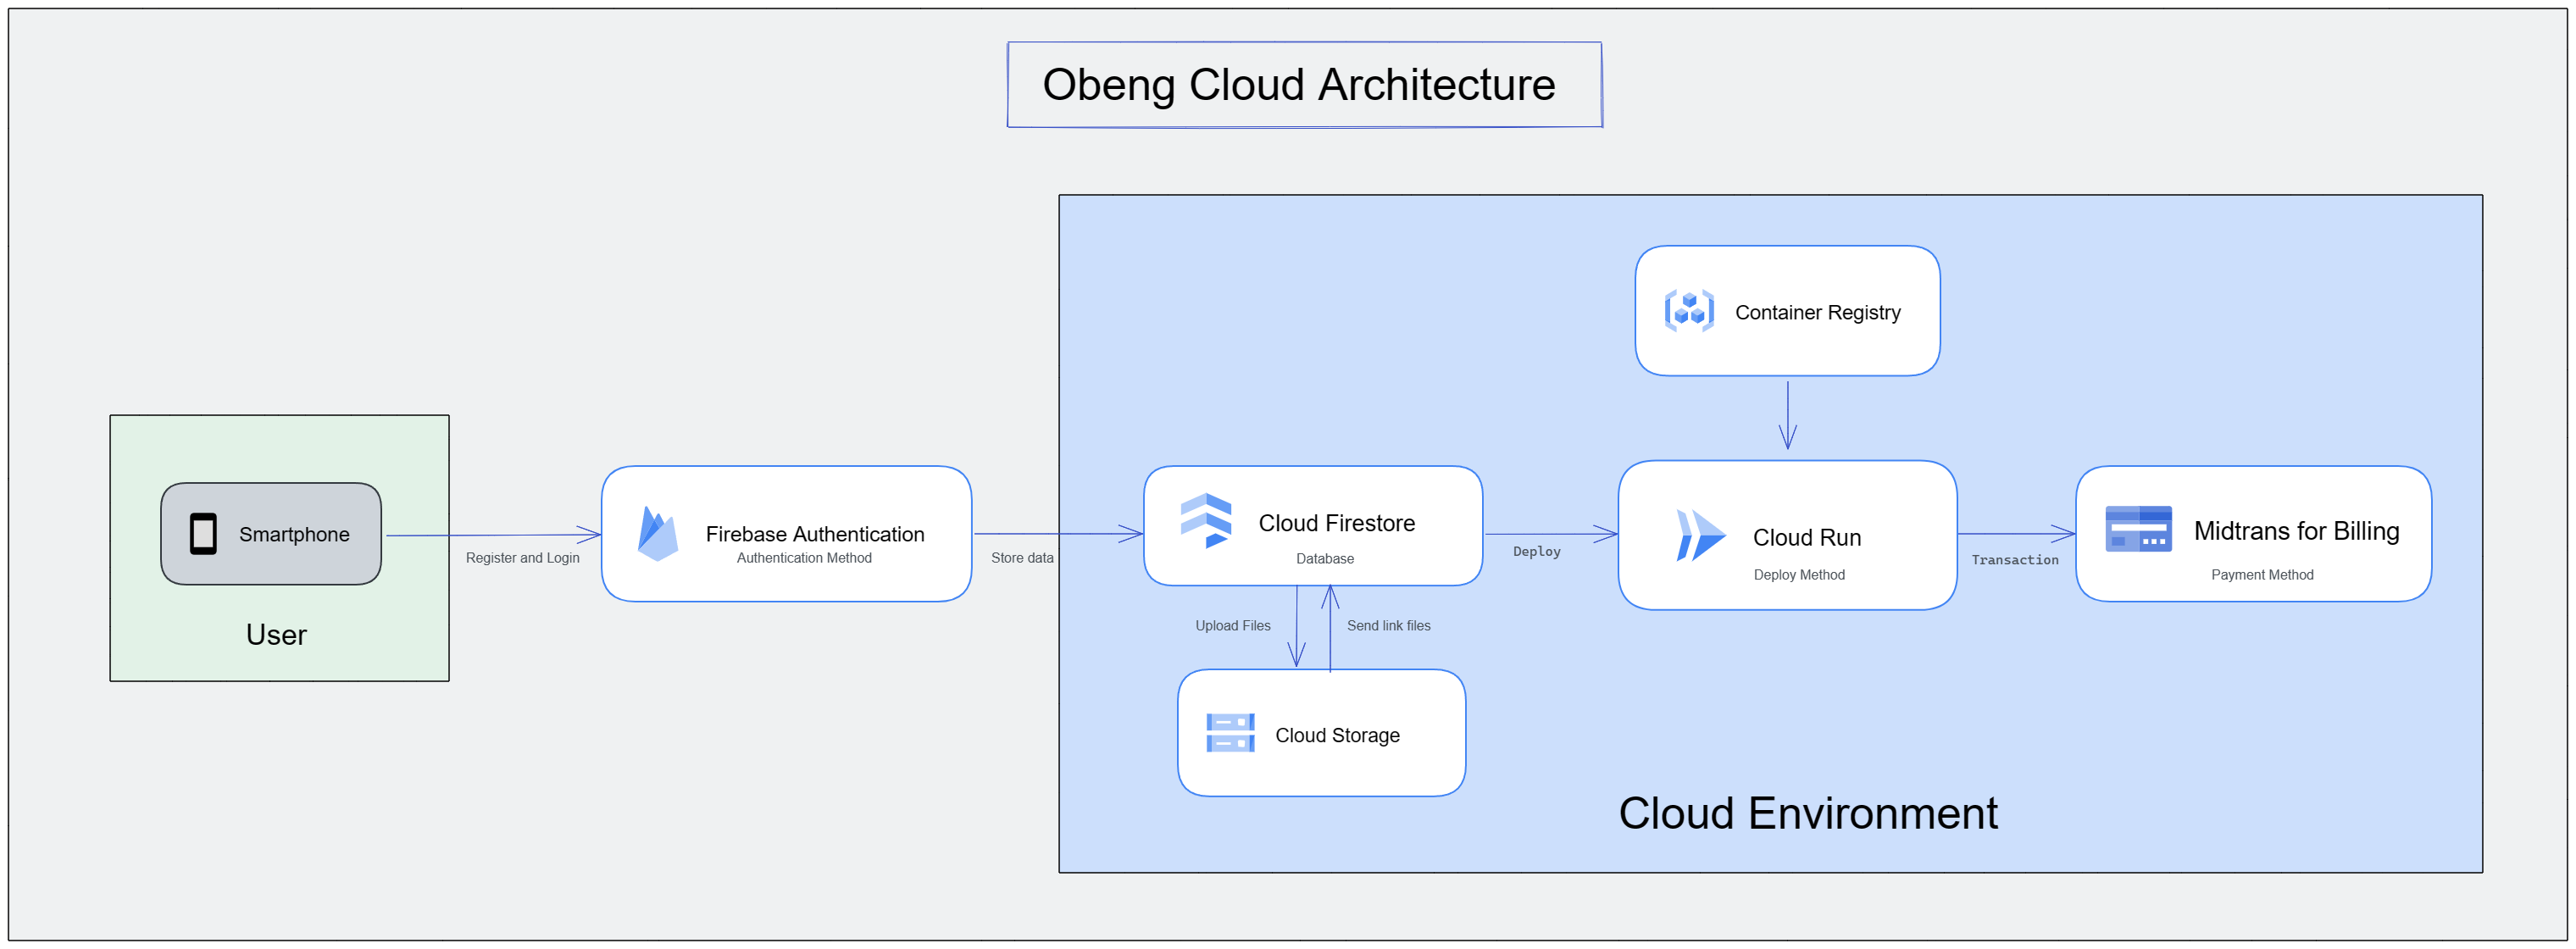 Obeng Cloud Architecture
Container Registry
Smartphone
User
Register and Login
Firebase Authentication
Authentication Method
Store data
Cloud Firestore
Database
Deploy
Cloud Run
Deploy Method
Transaction
Midtrans for Billing
Payment Method
Upload Files
Send link files
Cloud Storage
Cloud Environment